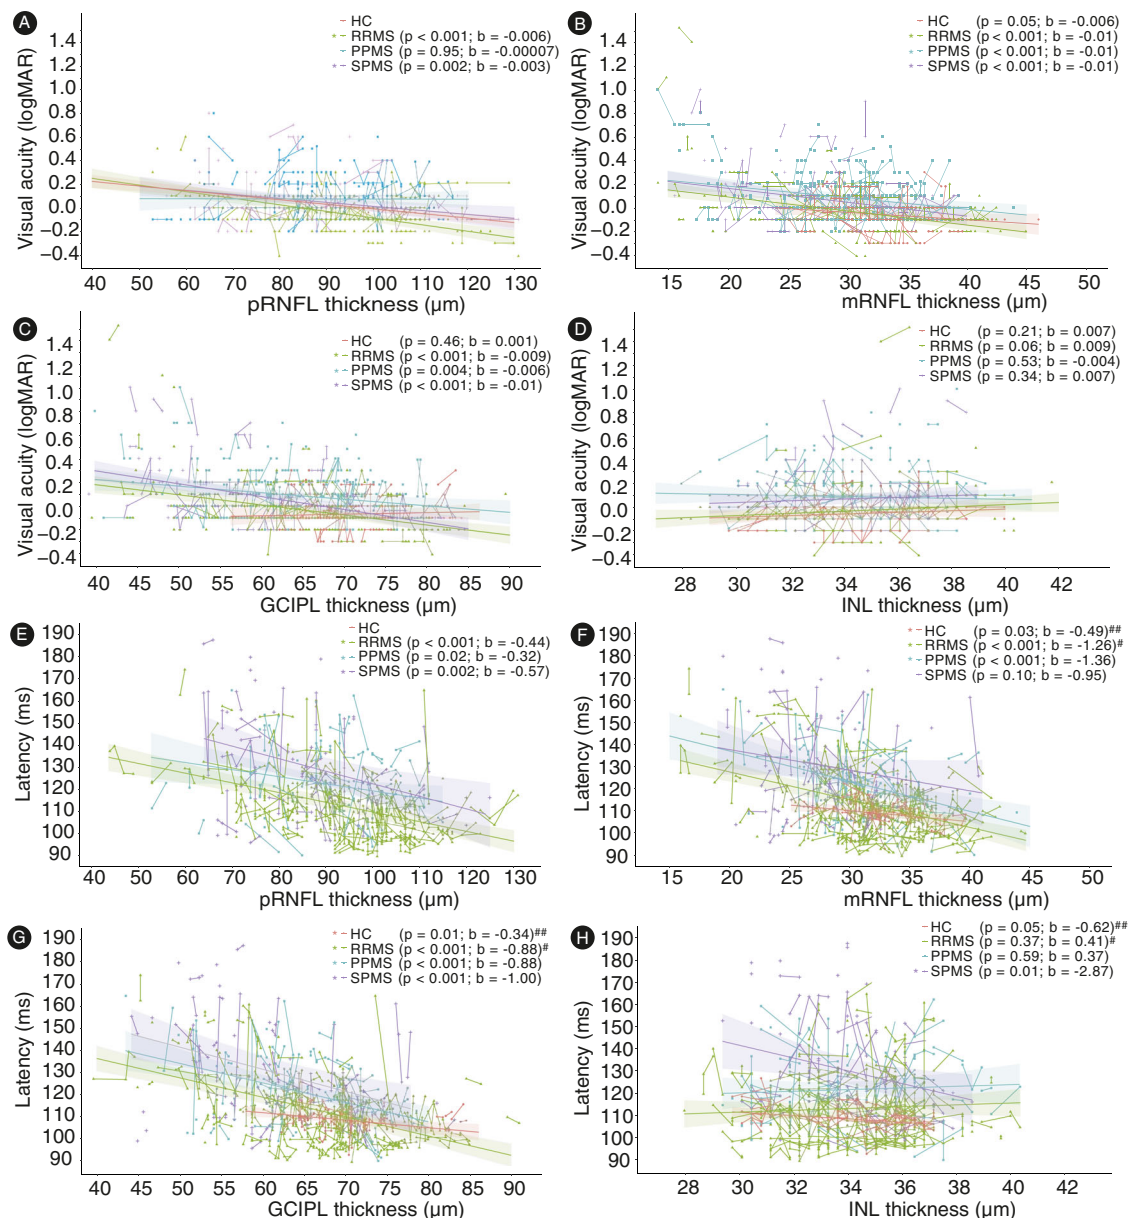 A
HC
RRMS (p < 0.001; b = -0.006)
PPMS (p = 0.95; b = -0.00007)
SPMS (p = 0.002; b = -0.003)
Visual acuity (logMAR)
1.4
1.2
1.0
0.8
0.6
0.4
0.2
0.0
−0.2
−0.4
40 50 60 70 80 90 100 110 120 130
pRNFL thickness (µm)
B
HC (p = 0.05; b = -0.006)
RRMS (p < 0.001; b = -0.01)
PPMS (p < 0.001; b = -0.01)
SPMS (p < 0.001; b = -0.01)
Visual acuity (logMAR)
1.4
1.2
1.0
0.8
0.6
0.4
0.2
0.0
−0.2
−0.4
15 20 25 30 35 40 45 50
mRNFL thickness (µm)
C
HC (p = 0.46; b = 0.001)
RRMS (p < 0.001; b = -0.009)
PPMS (p = 0.004; b = -0.006)
SPMS (p < 0.001; b = -0.01)
Visual acuity (logMAR)
1.4
1.2
1.0
0.8
0.6
0.4
0.2
0.0
−0.2
−0.4
40 45 50 55 60 65 70 75 80 85 90
GCIPL thickness (µm)
D
HC (p = 0.21; b = 0.007)
RRMS (p = 0.06; b = 0.009)
PPMS (p = 0.53; b = -0.004)
SPMS (p = 0.34; b = 0.007)
Visual acuity (logMAR)
1.4
1.2
1.0
0.8
0.6
0.4
0.2
0.0
−0.2
−0.4
28 30 32 34 36 38 40 42
INL thickness (µm)
E
HC
RRMS (p < 0.001; b = -0.44)
PPMS (p = 0.02; b = -0.32)
SPMS (p = 0.002; b = -0.57)
Latency (ms)
190
180
170
160
150
140
130
120
110
100
90
40 50 60 70 80 90 100 110 120 130
pRNFL thickness (µm)
F
HC (p = 0.03; b = -0.49)##
RRMS (p < 0.001; b = -1.26)#
PPMS (p < 0.001; b = -1.36)
SPMS (p = 0.10; b = -0.95)
Latency (ms)
190
180
170
160
150
140
130
120
110
100
90
15 20 25 30 35 40 45 50
mRNFL thickness (µm)
G
HC (p = 0.01; b = -0.34)##
RRMS (p < 0.001; b = -0.88)#
PPMS (p < 0.001; b = -0.88)
SPMS (p < 0.001; b = -1.00)
Latency (ms)
190
180
170
160
150
140
130
120
110
100
90
40 45 50 55 60 65 70 75 80 85 90
GCIPL thickness (µm)
H
HC (p = 0.05; b = -0.62)##
RRMS (p = 0.37; b = 0.41)#
PPMS (p = 0.59; b = 0.37)
SPMS (p = 0.01; b = -2.87)
Latency (ms)
190
180
170
160
150
140
130
120
110
100
90
28 30 32 34 36 38 40 42
INL thickness (µm)